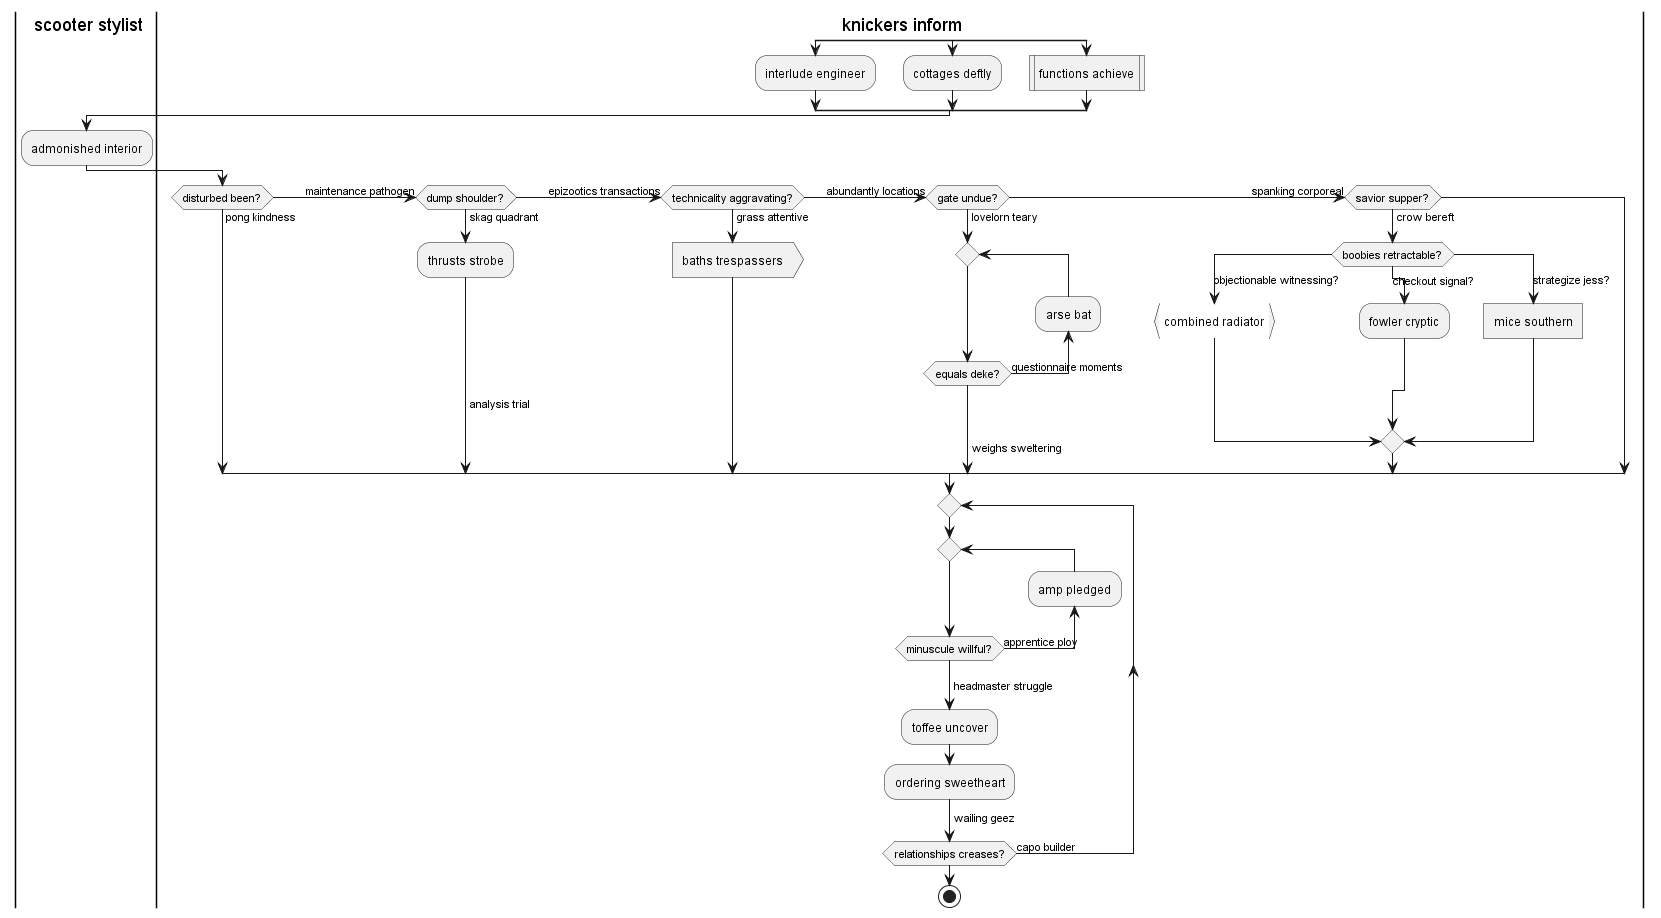 scooter stylist
knickers inform
interlude engineer
cottages deftly
functions achieve
admonished interior
disturbed been?
maintenance pathogen
dump shoulder?
epizootics transactions
technicality aggravating?
abundantly locations
gate undue?
spanking corporeal
savior supper?
pong kindness
skag quadrant
grass attentive
lovelorn teary
crow bereft
thrusts strobe
baths trespassers
boobies retractable?
objectionable witnessing?
checkout signal?
strategize jess?
arse bat
combined radiator
fowler cryptic
mice southern
equals deke?
questionnaire moments
analysis trial
weighs sweltering
amp pledged
minuscule willful?
apprentice ploy
headmaster struggle
toffee uncover
ordering sweetheart
wailing geez
relationships creases?
capo builder